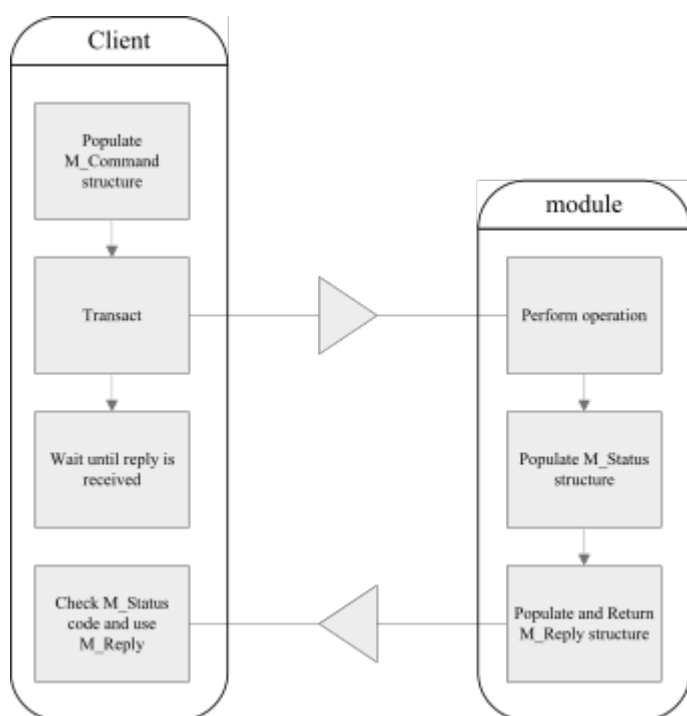 Client
Populate
M_Command
structure
Transact
Wait until reply is
received
Check M_Status
code and use
M_Reply
module
Perform operation
Populate M_Status
structure
Populate and Return
M_Reply structure